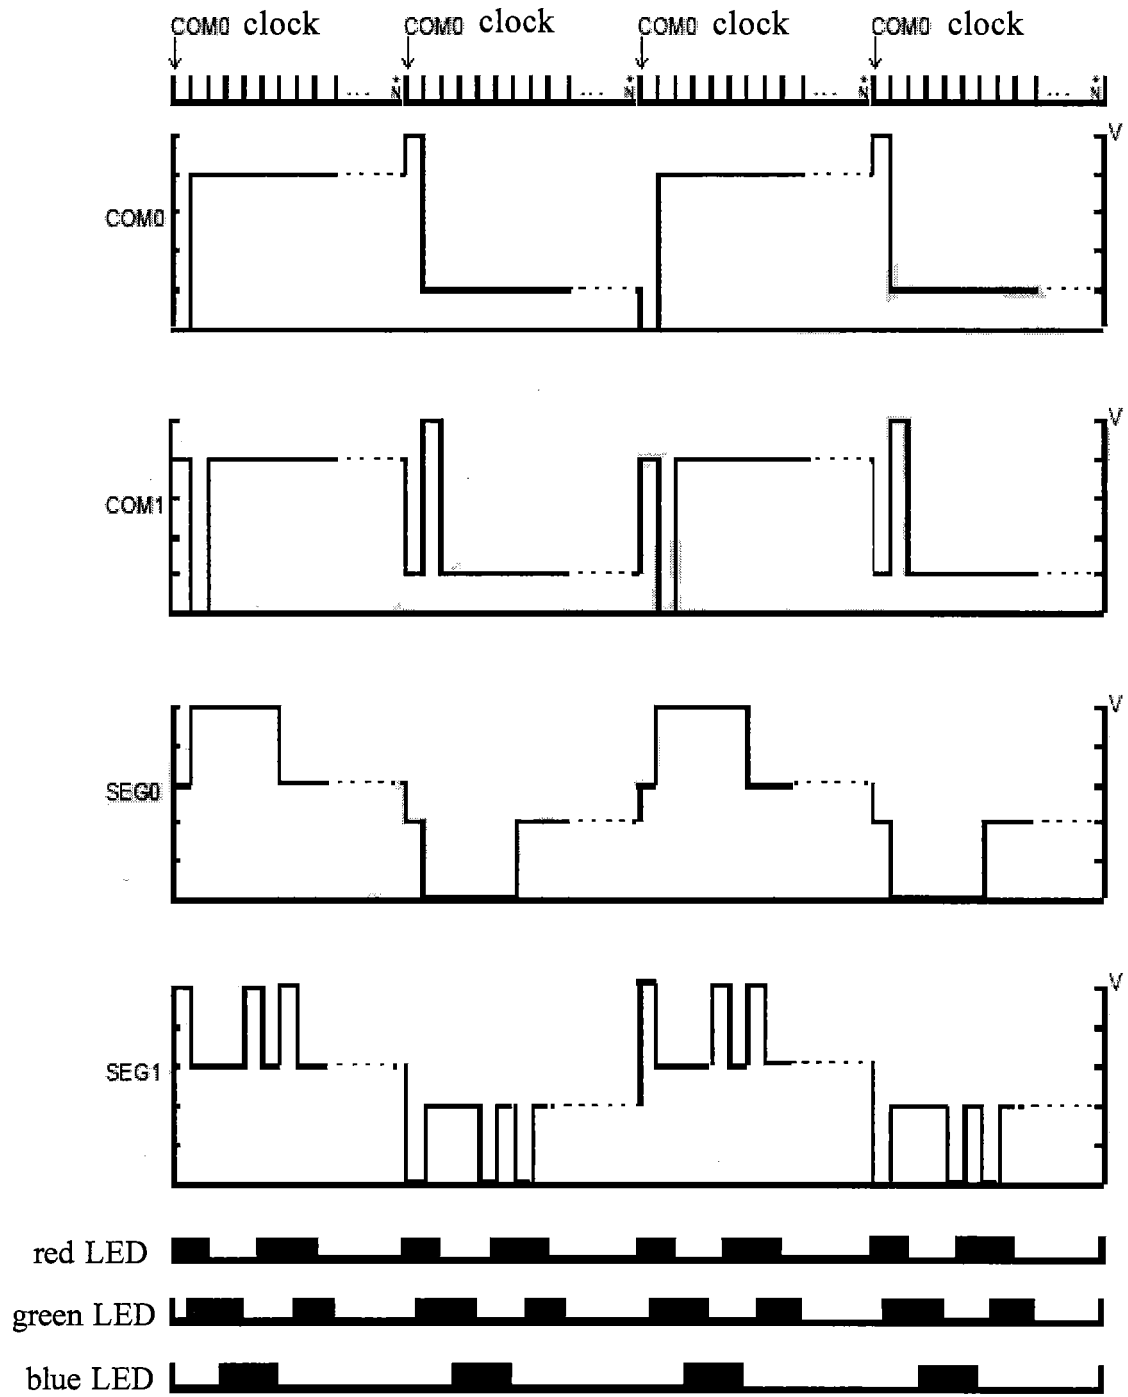 COM0 clock COM0 clock COM0 clock COM0 clock
... N* ... N* ... N* ... N*
V
COM0
V
COM1
V
SEG0
V
SEG1
red LED
green LED
blue LED